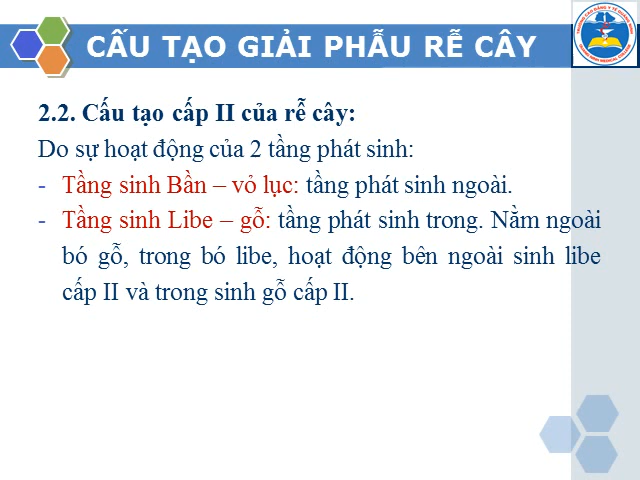 CẤU TẠO GIẢI PHẪU RỄ CÂY
2.2. Cấu tạo cấp II của rễ cây:
Do sự hoạt động của 2 tầng phát sinh:
- Tầng sinh Bần – vỏ lục: tầng phát sinh ngoài.
- Tầng sinh Libe – gỗ: tầng phát sinh trong. Nằm ngoài
bó gỗ, trong bó libe, hoạt động bên ngoài sinh libe
cấp II và trong sinh gỗ cấp II.